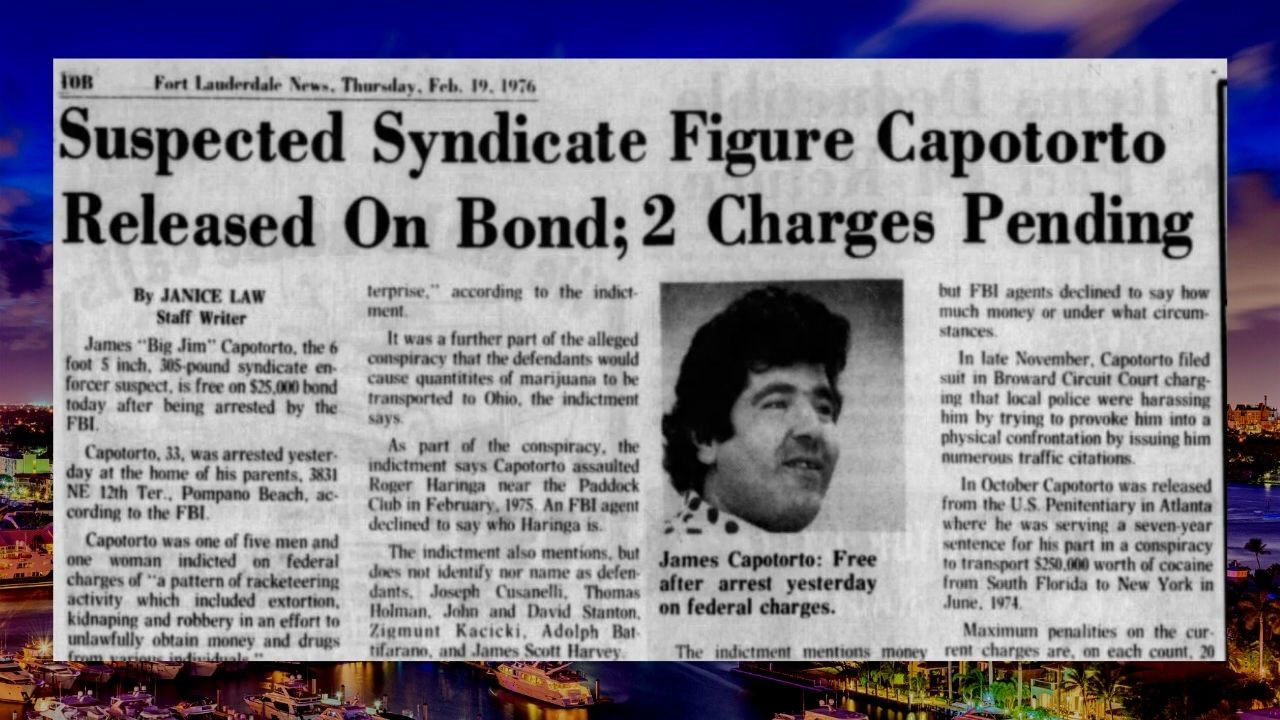 10B Fort Lauderdale News, Thursday, Feb. 19, 1976
Suspected Syndicate Figure Capotorto
Released On Bond; 2 Charges Pending
By JANICE LAW
Staff Writer
James "Big Jim" Capotorto, the 6
foot 5 inch, 305-pound syndicate en-
forcer suspect, is free on $25,000 bond
today after being arrested by the
FBI.
Capotorto, 33, was arrested yester-
day at the home of his parents, 3831
NE 12th Ter., Pompano Beach, ac-
cording to the FBI.
Capotorto was one of five men and
one woman indicted on federal
charges of "a pattern of racketeering
activity which included extortion,
kidnaping and robbery in an effort to
unlawfully obtain money and drugs
from various individuals."
terprise," according to the indict-
ment.
It was a further part of the alleged
conspiracy that the defendants would
cause quantitites of marijuana to be
transported to Ohio, the indictment
says.
As part of the conspiracy, the
indictment says Capotorto assaulted
Roger Haringa near the Paddock
Club in February, 1975. An FBI agent
declined to say who Haringa is.
The indictment also mentions, but
does not identify nor name as defen-
dants, Joseph Cusanelli, Thomas
Holman, John and David Stanton,
Zigmunt Kacicki, Adolph Bat-
tifarano, and James Scott Harvey.
James Capotorto: Free
after arrest yesterday
on federal charges.
The indictment mentions money
but FBI agents declined to say how
much money or under what circum-
stances.
In late November, Capotorto filed
suit in Broward Circuit Court charg-
ing that local police were harassing
him by trying to provoke him into a
physical confrontation by issuing him
numerous traffic citations.
In October Capotorto was released
from the U.S. Penitentiary in Atlanta
where he was serving a seven-year
sentence for his part in a conspiracy
to transport $250,000 worth of cocaine
from South Florida to New York in
June, 1974.
Maximum penalties on the cur-
rent charges are, on each count, 20